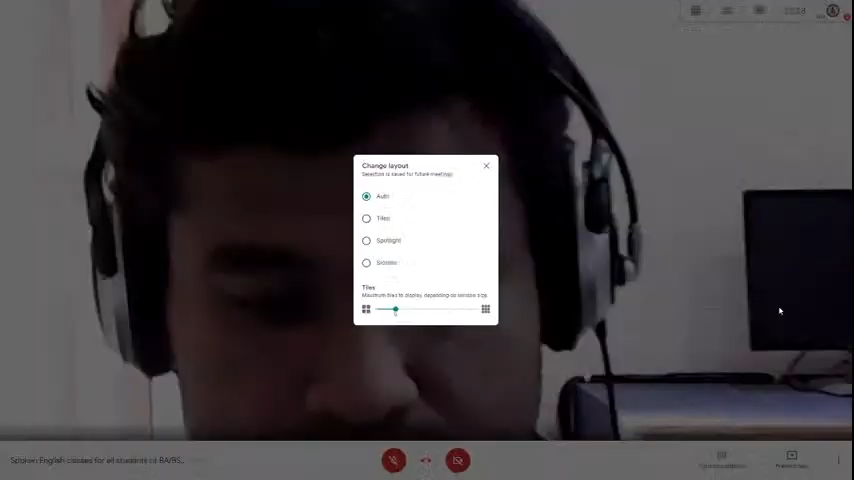 Change layout
Selection is saved for future meetings
Auto
Tiles
Spotlight
Sidebar
Tiles
Maximum tiles to display, depending on window size.
Spoken English classes for all students of BA/BS...